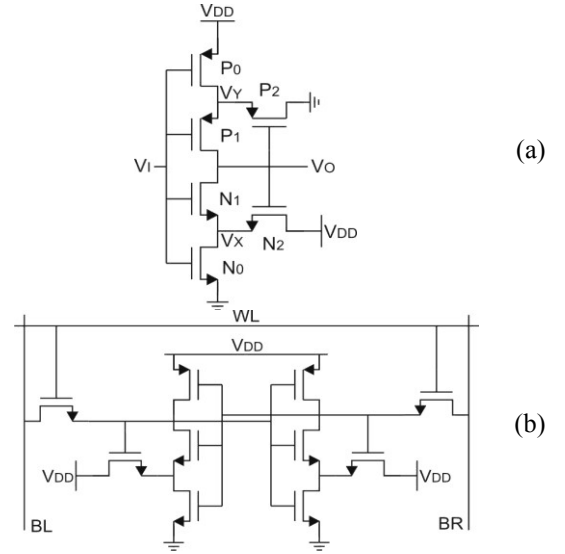 VDD
P0
VY P2
P1
VI VO
N1
VX N2 VDD
N0
(a)
WL
VDD
(b)
VDD VDD
BL BR